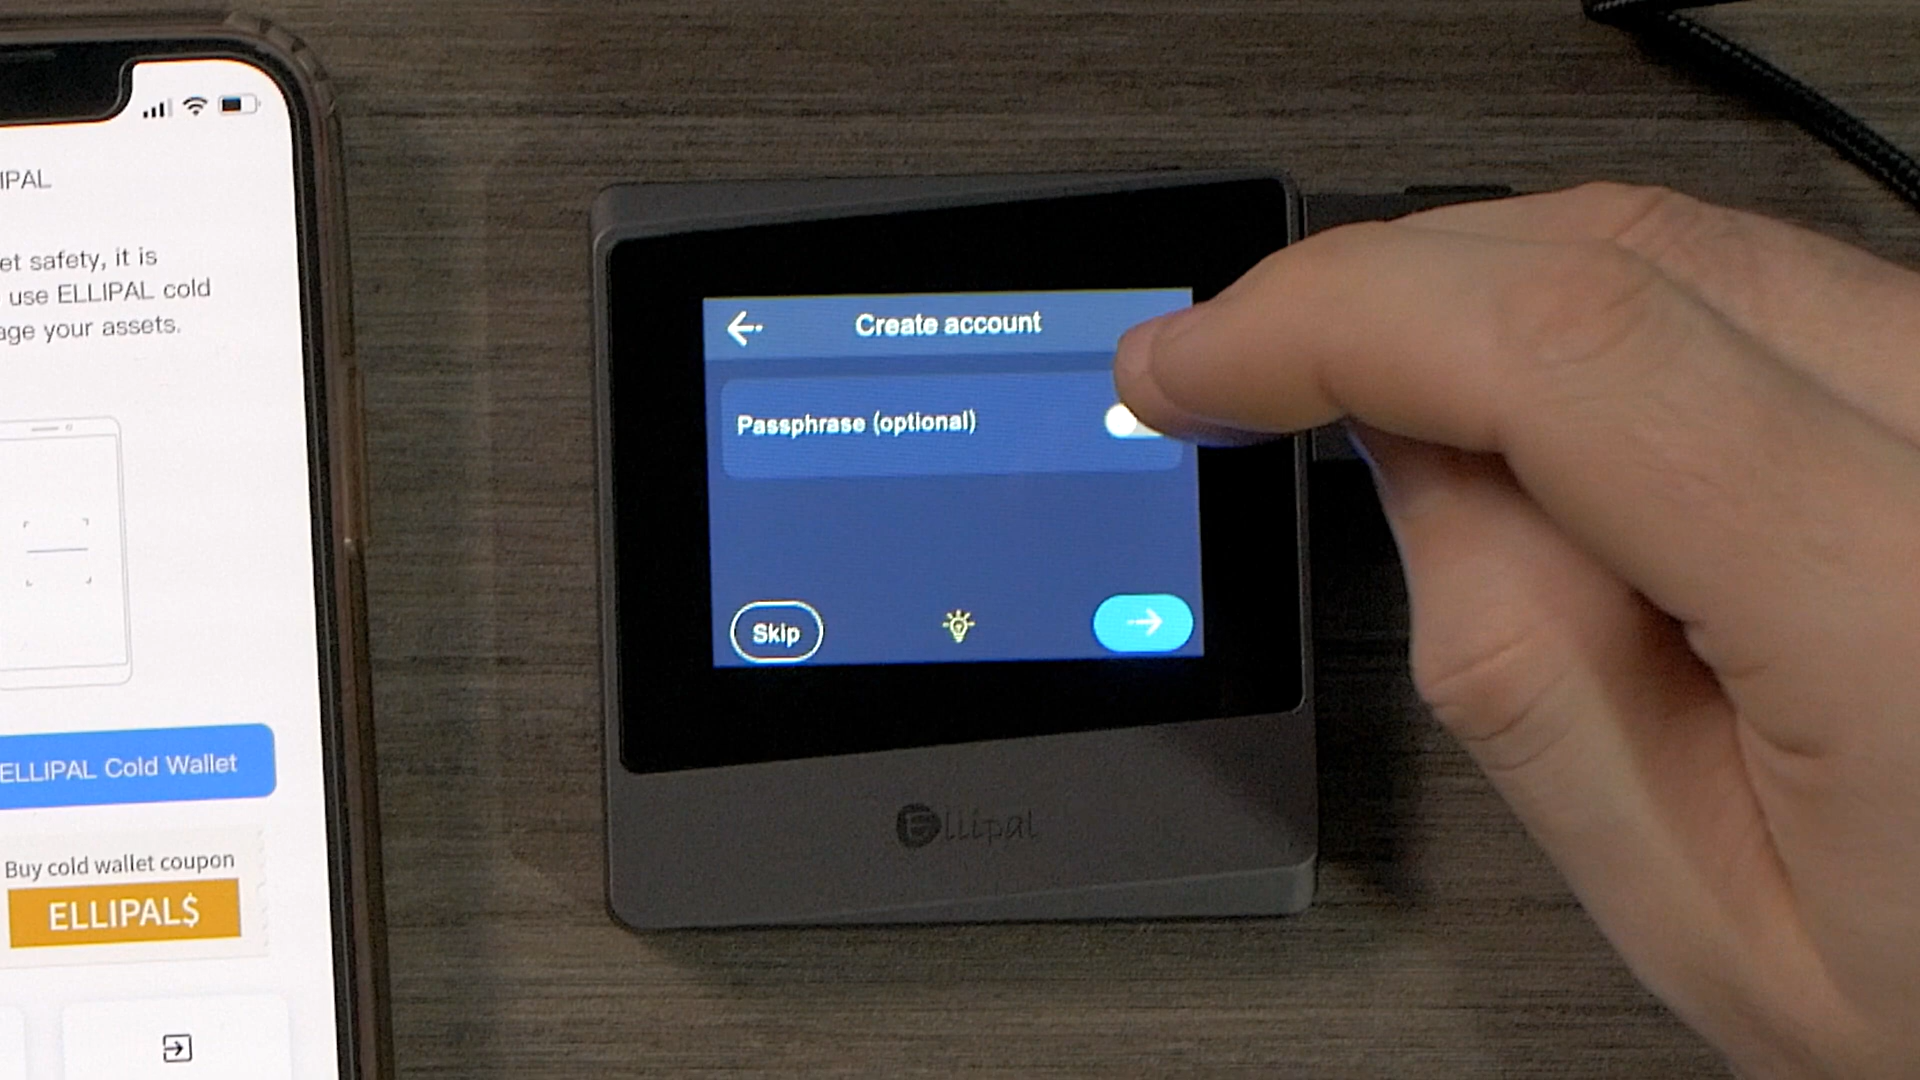 IPAL
et safety, it is
use ELLIPAL cold
age your assets.
ELLIPAL Cold Wallet
Buy cold wallet coupon
ELLIPAL$
Create account
Passphrase (optional)
Skip
Ellipal